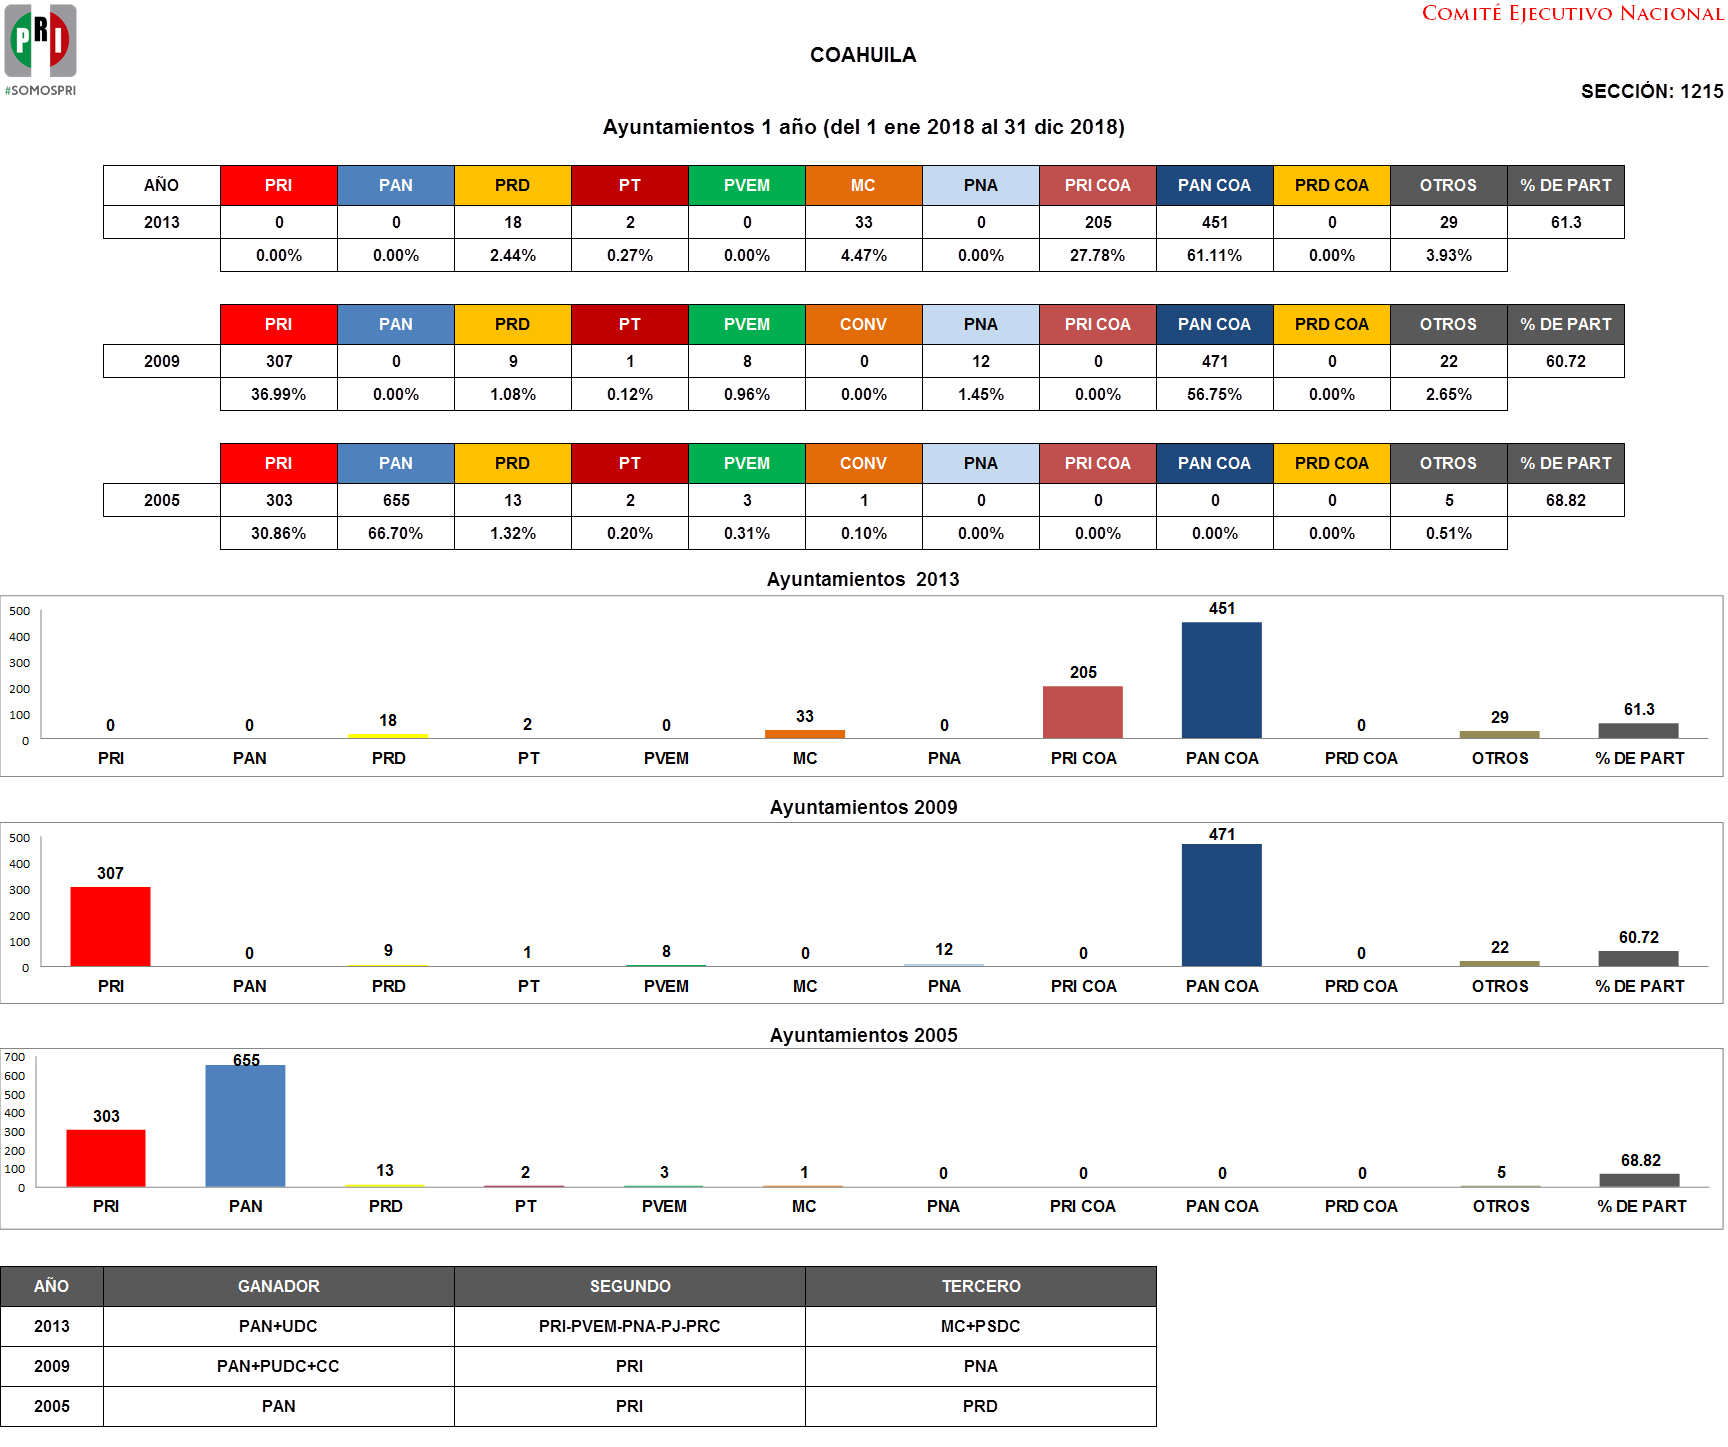 PRI
#SOMOSPRI
COMITÉ EJECUTIVO NACIONAL
COAHUILA
SECCIÓN: 1215
Ayuntamientos 1 año (del 1 ene 2018 al 31 dic 2018)
AÑO PRI PAN PRD PT PVEM MC PNA PRI COA PAN COA PRD COA OTROS % DE PART
2013 0 0 18 2 0 33 0 205 451 0 29 61.3
0.00% 0.00% 2.44% 0.27% 0.00% 4.47% 0.00% 27.78% 61.11% 0.00% 3.93%
PRI PAN PRD PT PVEM CONV PNA PRI COA PAN COA PRD COA OTROS % DE PART
2009 307 0 9 1 8 0 12 0 471 0 22 60.72
36.99% 0.00% 1.08% 0.12% 0.96% 0.00% 1.45% 0.00% 56.75% 0.00% 2.65%
PRI PAN PRD PT PVEM CONV PNA PRI COA PAN COA PRD COA OTROS % DE PART
2005 303 655 13 2 3 1 0 0 0 0 5 68.82
30.86% 66.70% 1.32% 0.20% 0.31% 0.10% 0.00% 0.00% 0.00% 0.00% 0.51%
Ayuntamientos 2013
500
400
300
200
100
0
0 0 18 2 0 33 0 205 451 0 29 61.3
PRI PAN PRD PT PVEM MC PNA PRI COA PAN COA PRD COA OTROS % DE PART
Ayuntamientos 2009
500
400
300
200
100
0
307 0 9 1 8 0 12 0 471 0 22 60.72
PRI PAN PRD PT PVEM MC PNA PRI COA PAN COA PRD COA OTROS % DE PART
Ayuntamientos 2005
700
600
500
400
300
200
100
0
303 655 13 2 3 1 0 0 0 0 5 68.82
PRI PAN PRD PT PVEM MC PNA PRI COA PAN COA PRD COA OTROS % DE PART
AÑO GANADOR SEGUNDO TERCERO
2013 PAN+UDC PRI-PVEM-PNA-PJ-PRC MC+PSDC
2009 PAN+PUDC+CC PRI PNA
2005 PAN PRI PRD